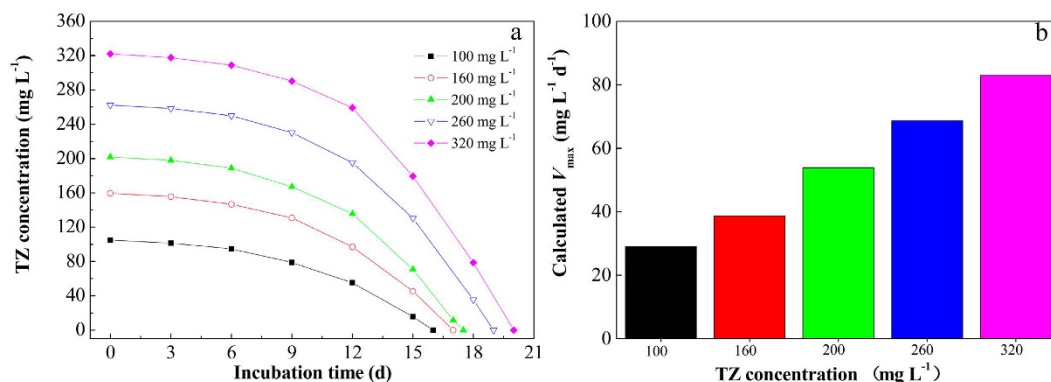 a
360
320
280
240
200
160
120
80
40
0
TZ concentration (mg L⁻¹)
100 mg L⁻¹
160 mg L⁻¹
200 mg L⁻¹
260 mg L⁻¹
320 mg L⁻¹
0 3 6 9 12 15 18 21
Incubation time (d)
b
100
80
60
40
20
0
Calculated Vmax (mg L⁻¹ d⁻¹)
100 160 200 260 320
TZ concentration (mg L⁻¹)